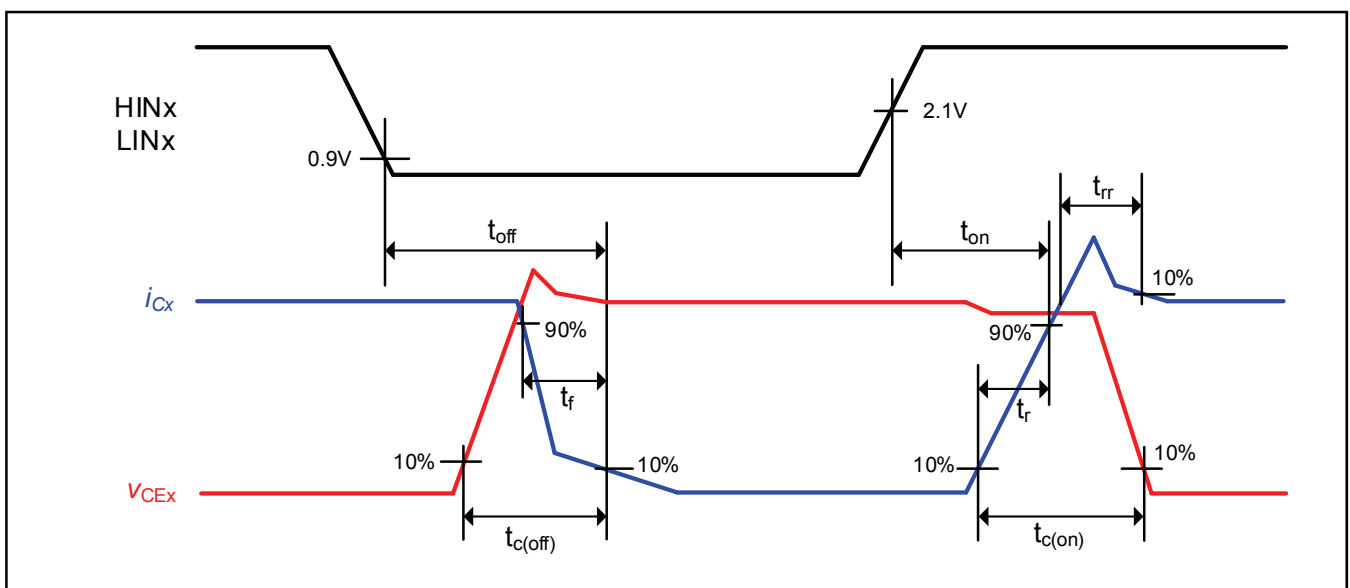 HINx
LINx
0.9V
2.1V
t_rr
t_off
t_on
i_Cx
10%
90%
90%
t_f
t_r
10%
10%
10%
10%
v_CEx
t_c(off)
t_c(on)